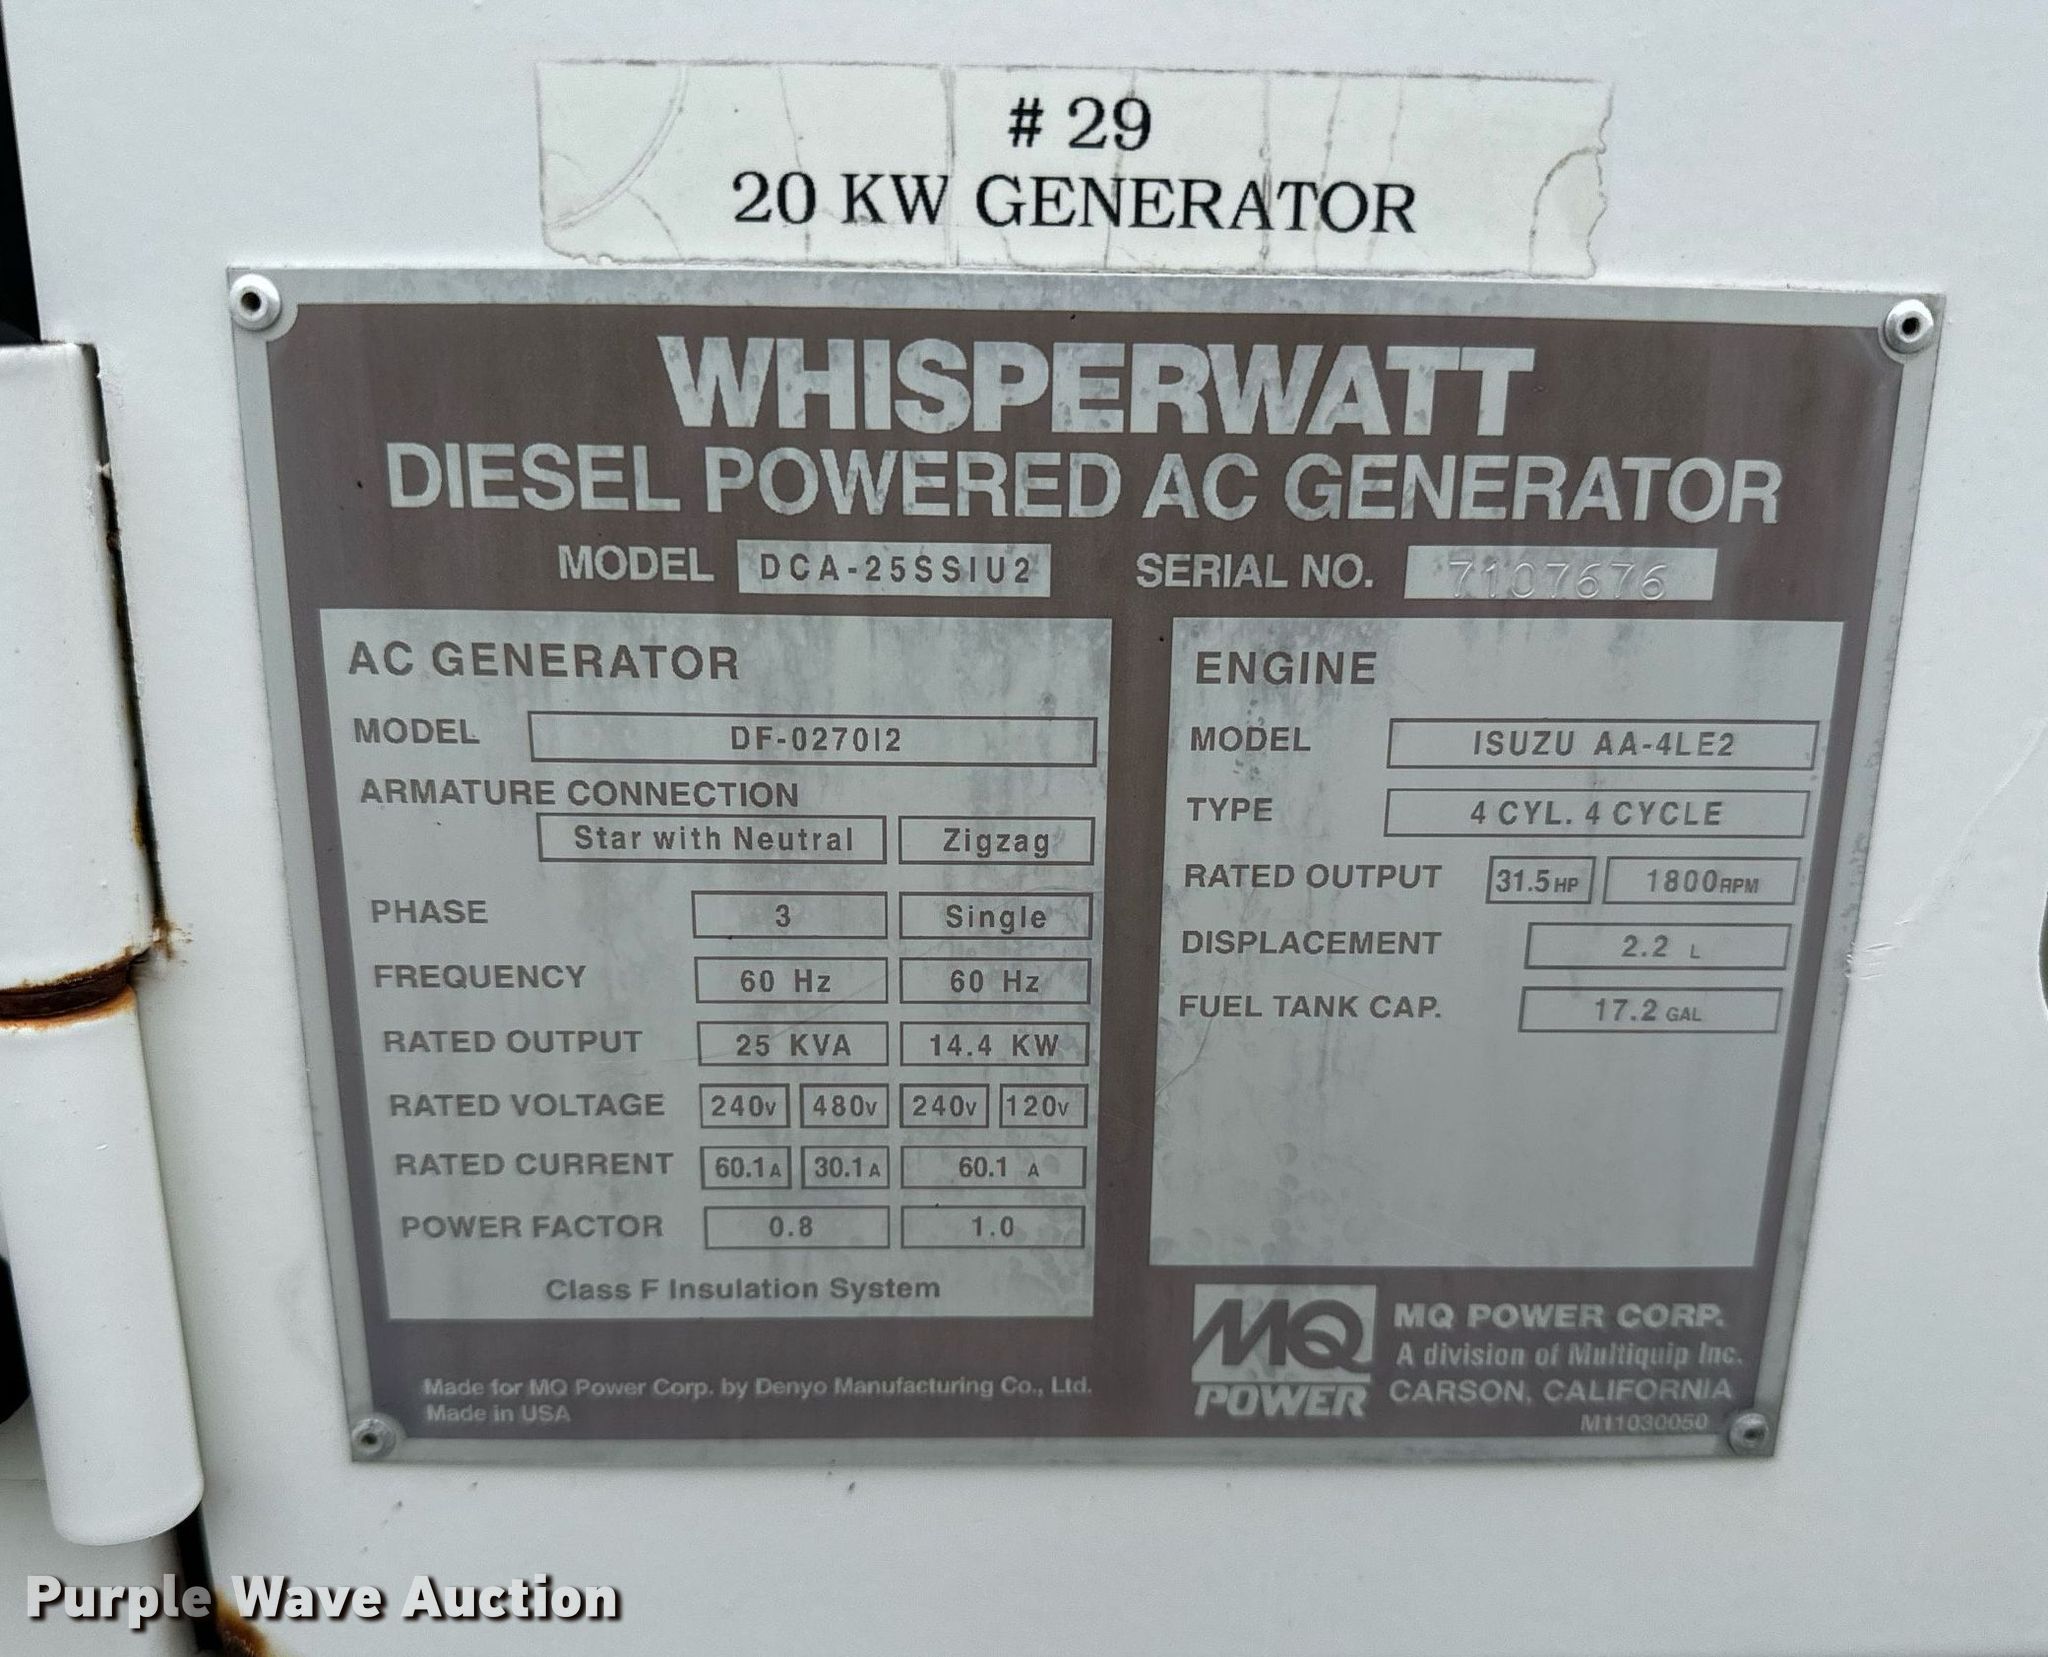 # 29
20 KW GENERATOR
WHISPERWATT
DIESEL POWERED AC GENERATOR
MODEL DCA-25SSIU2 SERIAL NO. 7107676
AC GENERATOR
MODEL DF-0270I2
ARMATURE CONNECTION
Star with Neutral Zigzag
PHASE 3 Single
FREQUENCY 60 Hz 60 Hz
RATED OUTPUT 25 KVA 14.4 KW
RATED VOLTAGE 240V 480V 240V 120V
RATED CURRENT 60.1A 30.1A 60.1 A
POWER FACTOR 0.8 1.0
Class F Insulation System
ENGINE
MODEL ISUZU AA-4LE2
TYPE 4 CYL. 4 CYCLE
RATED OUTPUT 31.5HP 1800RPM
DISPLACEMENT 2.2 L
FUEL TANK CAP. 17.2 GAL
Made for MQ Power Corp. by Denyo Manufacturing Co., Ltd.
Made in USA
MQ
POWER
MQ POWER CORP.
A division of Multiquip Inc.
CARSON, CALIFORNIA
M11030050
Purple Wave Auction